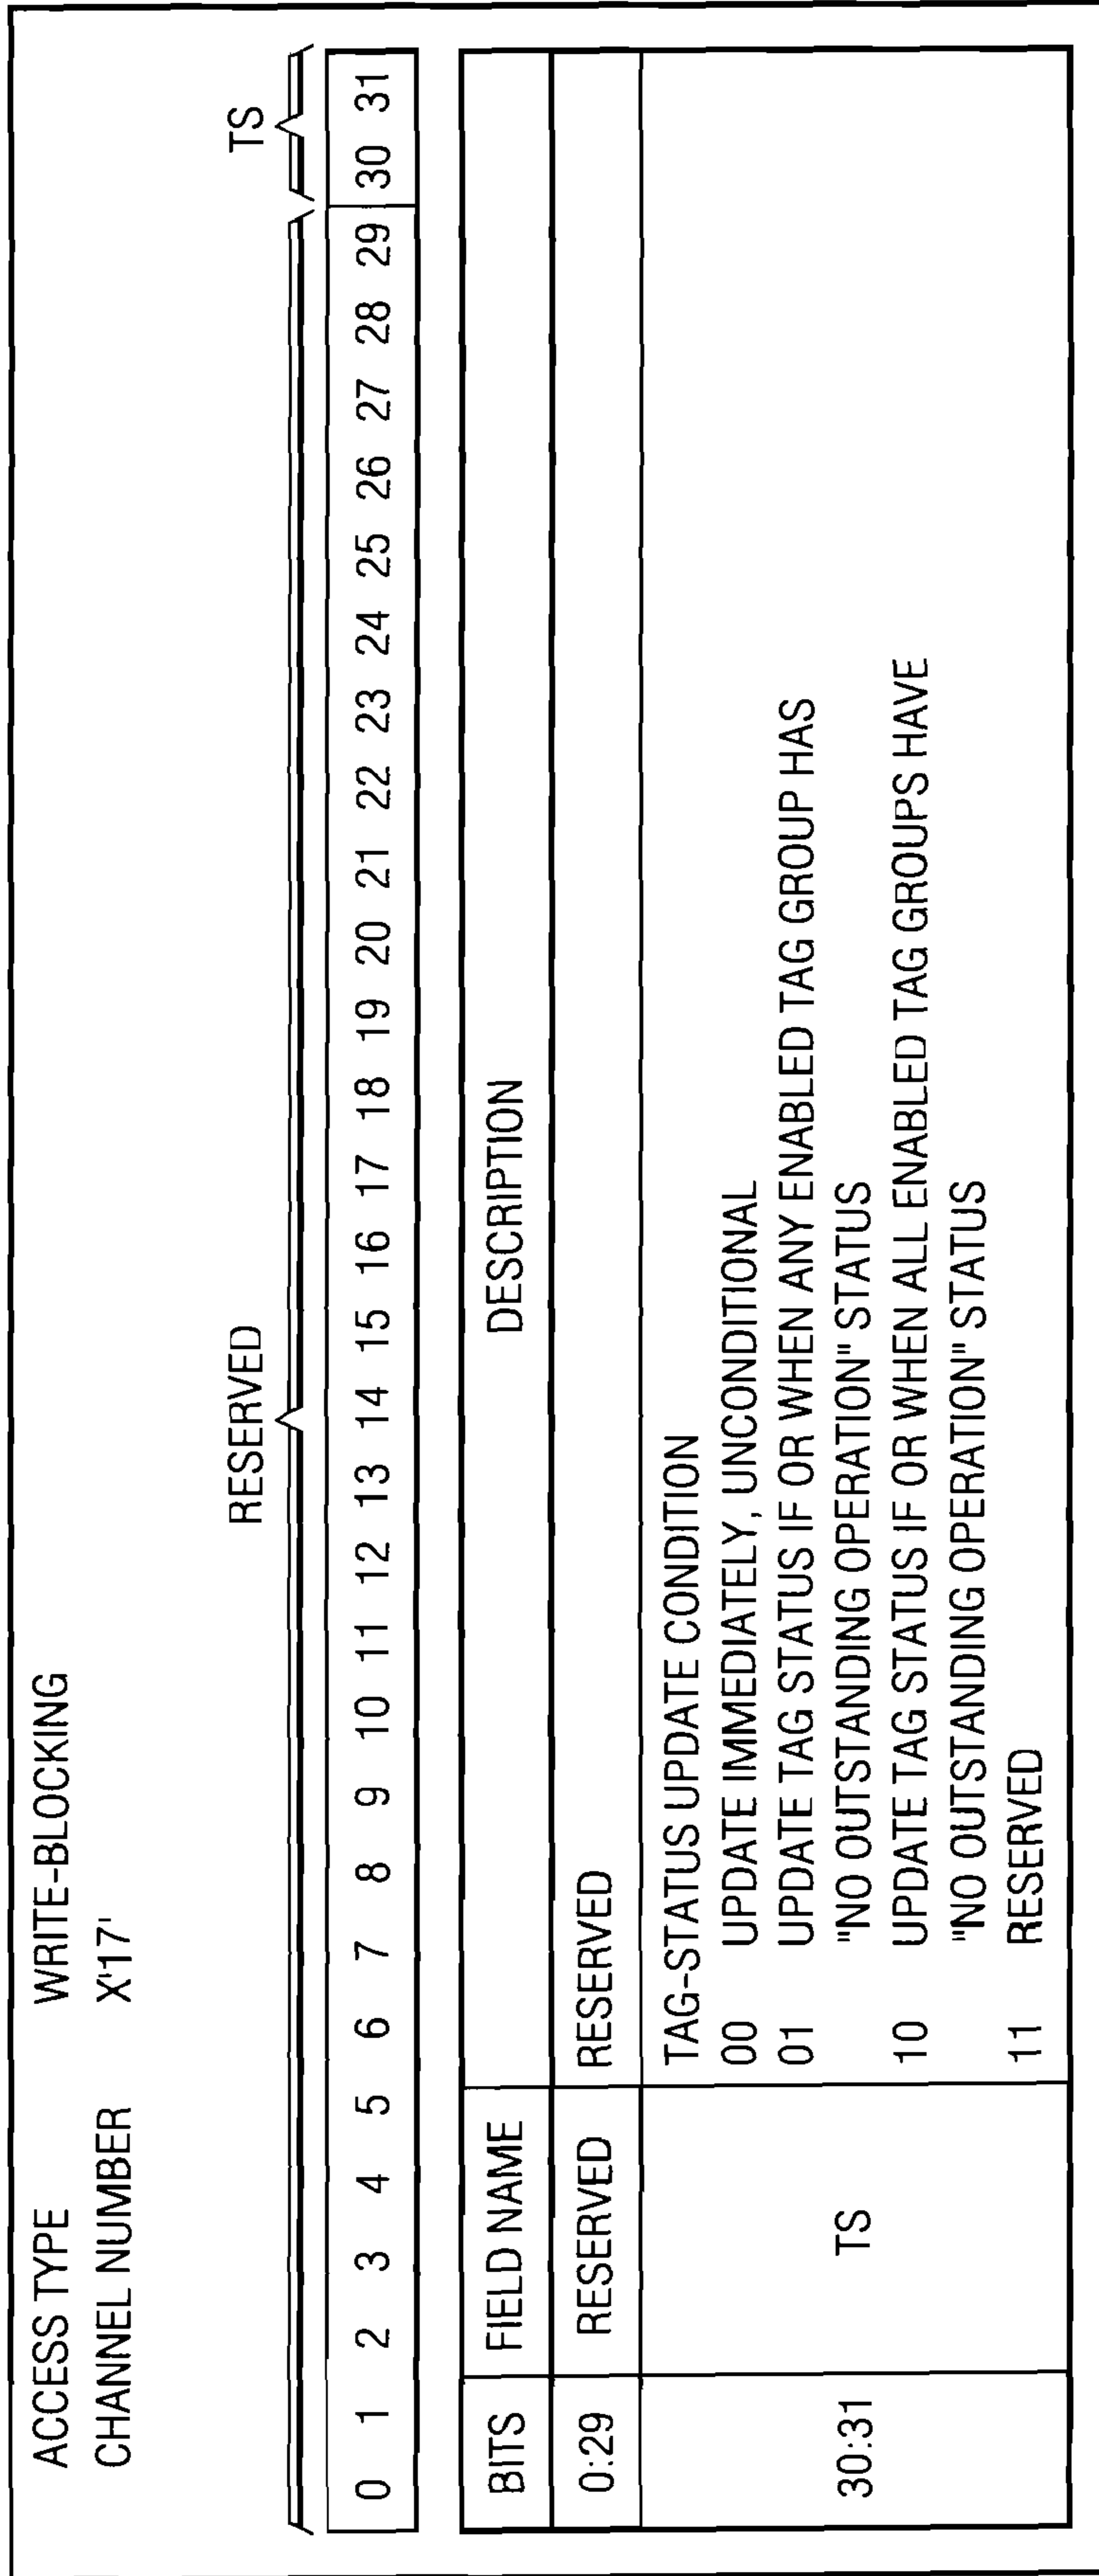 ACCESS TYPE WRITE-BLOCKING
CHANNEL NUMBER X'17'
RESERVED TS
0 1 2 3 4 5 6 7 8 9 10 11 12 13 14 15 16 17 18 19 20 21 22 23 24 25 26 27 28 29 30 31
BITS FIELD NAME DESCRIPTION
0:29 RESERVED RESERVED
30:31 TS
TAG-STATUS UPDATE CONDITION
00 UPDATE IMMEDIATELY, UNCONDITIONAL
01 UPDATE TAG STATUS IF OR WHEN ANY ENABLED TAG GROUP HAS
"NO OUTSTANDING OPERATION" STATUS
10 UPDATE TAG STATUS IF OR WHEN ALL ENABLED TAG GROUPS HAVE
"NO OUTSTANDING OPERATION" STATUS
11 RESERVED